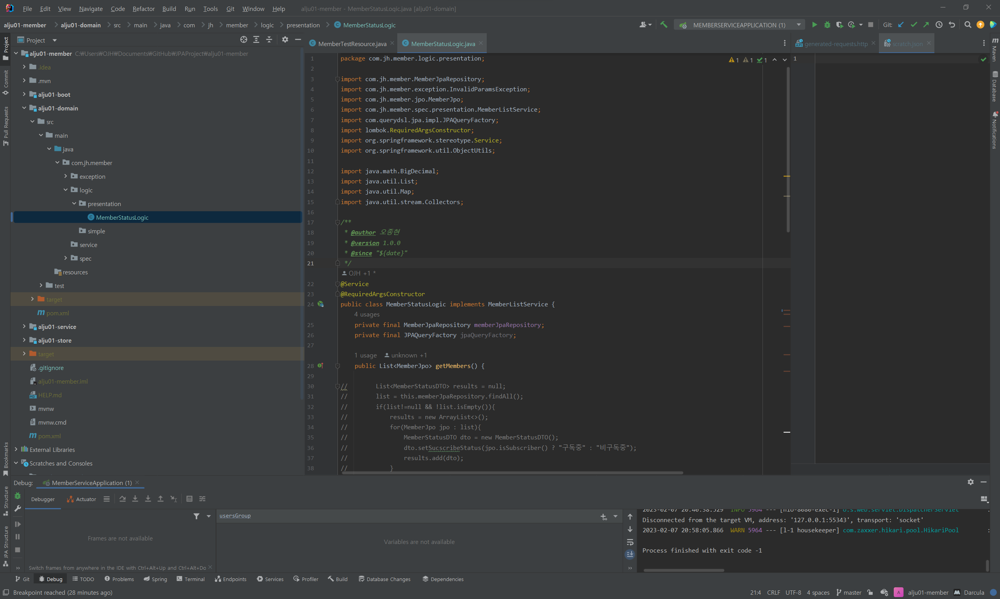 File Edit View Navigate Code Refactor Build Run Tools Git Window Help alju01-member - MemberStatusLogic.java [alju01-domain]
alju01-member alju01-domain src main java com jh member logic presentation MemberStatusLogic MEMBERSERVICEAPPLICATION (1) Git:
Project
MemberTestResource.java MemberStatusLogic.java generated-requests.http scratch.json
Project
Commit
Pull Requests
Bookmarks
Structure
JPA Structure
alju01-member C:₩Users₩OJH₩Documents₩GitHub₩JPAProject₩alju01-member
.idea
.mvn
alju01-boot
alju01-domain
src
main
java
com.jh.member
exception
logic
presentation
MemberStatusLogic
simple
service
spec
resources
test
target
pom.xml
alju01-service
alju01-store
target
.gitignore
alju01-member.iml
HELP.md
mvnw
mvnw.cmd
pom.xml
External Libraries
Scratches and Consoles
1 package com.jh.member.logic.presentation;
1 1 1
2
3 import com.jh.member.MemberJpaRepository;
4 import com.jh.member.exception.InvalidParamsException;
5 import com.jh.member.jpo.MemberJpo;
6 import com.jh.member.spec.presentation.MemberListService;
7 import com.querydsl.jpa.impl.JPAQueryFactory;
8 import lombok.RequiredArgsConstructor;
9 import org.springframework.stereotype.Service;
10 import org.springframework.util.ObjectUtils;
11
12 import java.math.BigDecimal;
13 import java.util.List;
14 import java.util.Map;
15 import java.util.stream.Collectors;
16
17 /**
18 * @author 오종현
19 * @version 1.0.0
20 * @since "${date}"
21 */
OJH +1 *
22 @Service
23 @RequiredArgsConstructor
24 public class MemberStatusLogic implements MemberListService {
4 usages
25 private final MemberJpaRepository memberJpaRepository;
26 private final JPAQueryFactory jpaQueryFactory;
27
1 usage unknown +1
28 public List<MemberJpo> getMembers() {
29
30 // List<MemberStatusDTO> results = null;
31 // list = this.memberJpaRepository.findAll();
32 // if(list!=null && !list.isEmpty()){
33 // results = new ArrayList<>();
34 // for(MemberJpo jpo : list){
35 // MemberStatusDTO dto = new MemberStatusDTO();
36 // dto.setSucscribeStatus(jpo.isSubscriber() ? "구독중" : "비구독중");
37 // results.add(dto);
38 // }
1
Maven
Database
Notifications
Debug: MemberServiceApplication (1)
Debugger Actuator
usersGroup
Frames are not available
Variables are not available
Switch frames from anywhere in the IDE with Ctrl+Alt+Up and Ctrl+Alt+Do
2023-02-07 20:40:38.529 INFO 5964 --- [nio-8080-exec-1] o.s.web.servlet.DispatcherServlet :
Disconnected from the target VM, address: '127.0.0.1:55343', transport: 'socket'
2023-02-07 20:58:05.866 WARN 5964 --- [l-1 housekeeper] com.zaxxer.hikari.pool.HikariPool :
Process finished with exit code -1
Git Debug TODO Problems Spring Terminal Endpoints Services Profiler Build Database Changes Dependencies
Breakpoint reached (28 minutes ago) 21:4 CRLF UTF-8 4 spaces master A alju01-member Darcula